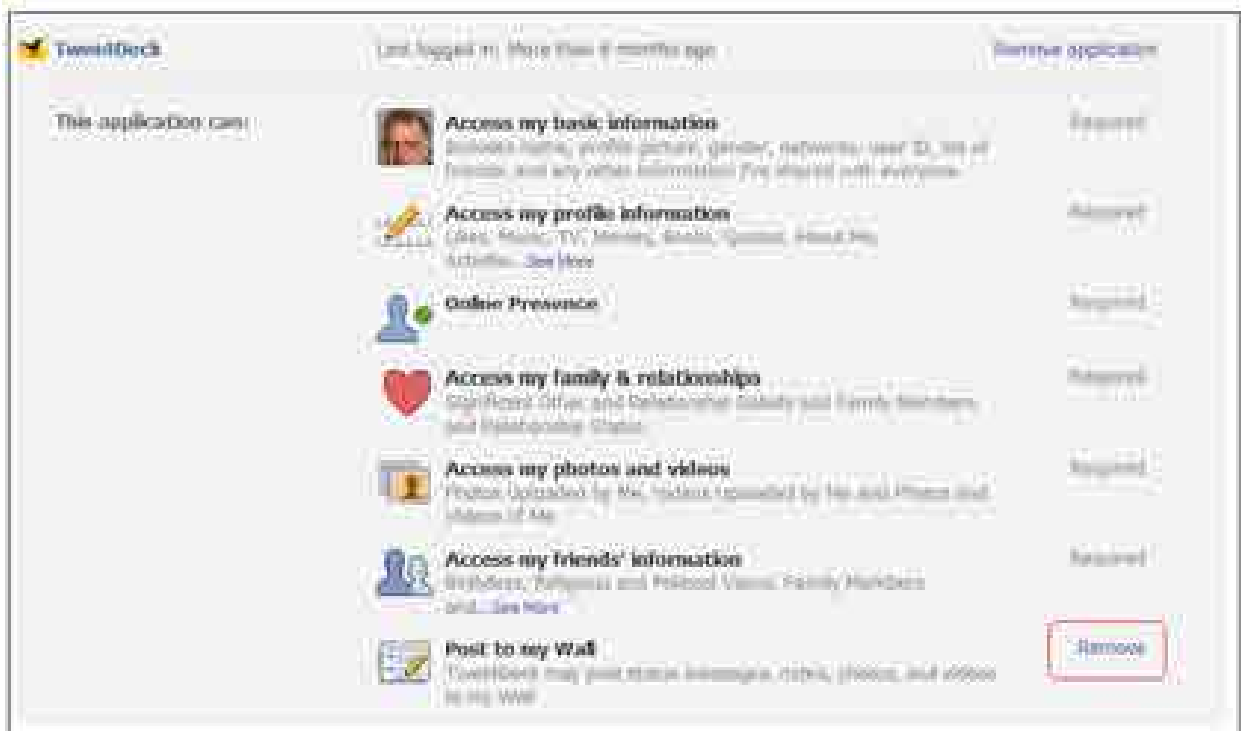 TweetDeck
Last logged in: More than 6 months ago
Remove application
This application can:
Access my basic information
Required
Includes name, profile picture, gender, networks, user ID, list of
friends, and any other information I've shared with everyone.
Access my profile information
Required
Likes, Music, TV, Movies, Books, Quotes, About Me,
Activities... See More
Online Presence
Required
Access my family & relationships
Required
Significant Other and Relationship Details and Family Members
and Relationship Status
Access my photos and videos
Required
Photos Uploaded by Me, Videos Uploaded by Me and Photos and
Videos of Me
Access my friends' information
Required
Birthdays, Religious and Political Views, Family Members
and... See More
Post to my Wall
Remove
TweetDeck may post status messages, notes, photos, and videos
to my Wall